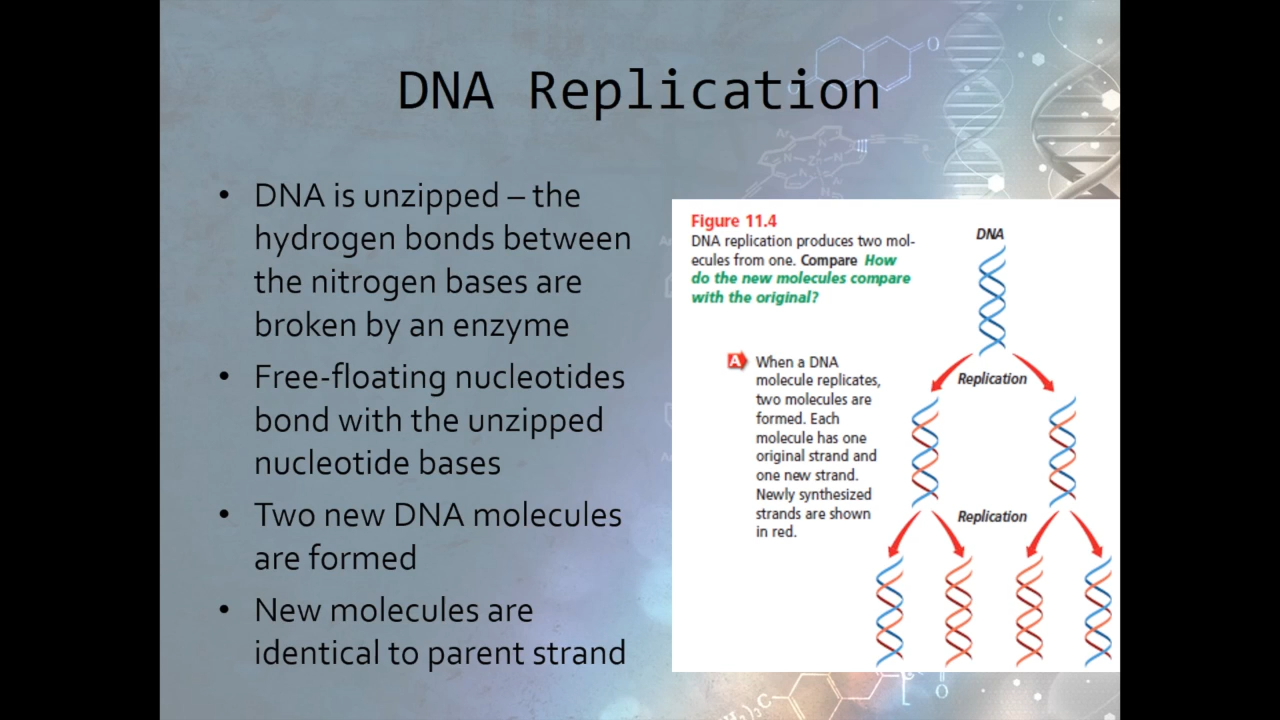 DNA Replication
• DNA is unzipped – the
hydrogen bonds between
the nitrogen bases are
broken by an enzyme
• Free-floating nucleotides
bond with the unzipped
nucleotide bases
• Two new DNA molecules
are formed
• New molecules are
identical to parent strand
Figure 11.4
DNA replication produces two mol-
ecules from one. Compare How
do the new molecules compare
with the original?
DNA
A When a DNA
molecule replicates,
two molecules are
formed. Each
molecule has one
original strand and
one new strand.
Newly synthesized
strands are shown
in red.
Replication
Replication
O
O